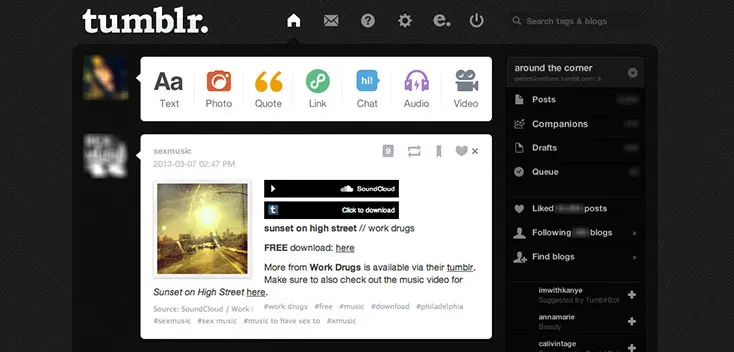 tumblr.
Search tags & blogs
Aa
Text
Photo
Quote
Link
hi!
Chat
Audio
Video
sexmusic
2013-03-07 02:47 PM
9
SoundCloud
t
Click to download
sunset on high street // work drugs
FREE download: here
More from Work Drugs is available via their tumblr.
Make sure to also check out the music video for
Sunset on High Street here.
Source: SoundCloud / Work
#work drugs #free #music #download #philadelphia
#sexmusic #sex music #music to have sex to #xmusic
around the corner
Posts
Companions
Drafts
Queue
Liked posts
Following blogs
Find blogs
imwithkanye
Suggested by TumblrBot
annamarie
Beauty
calivintage